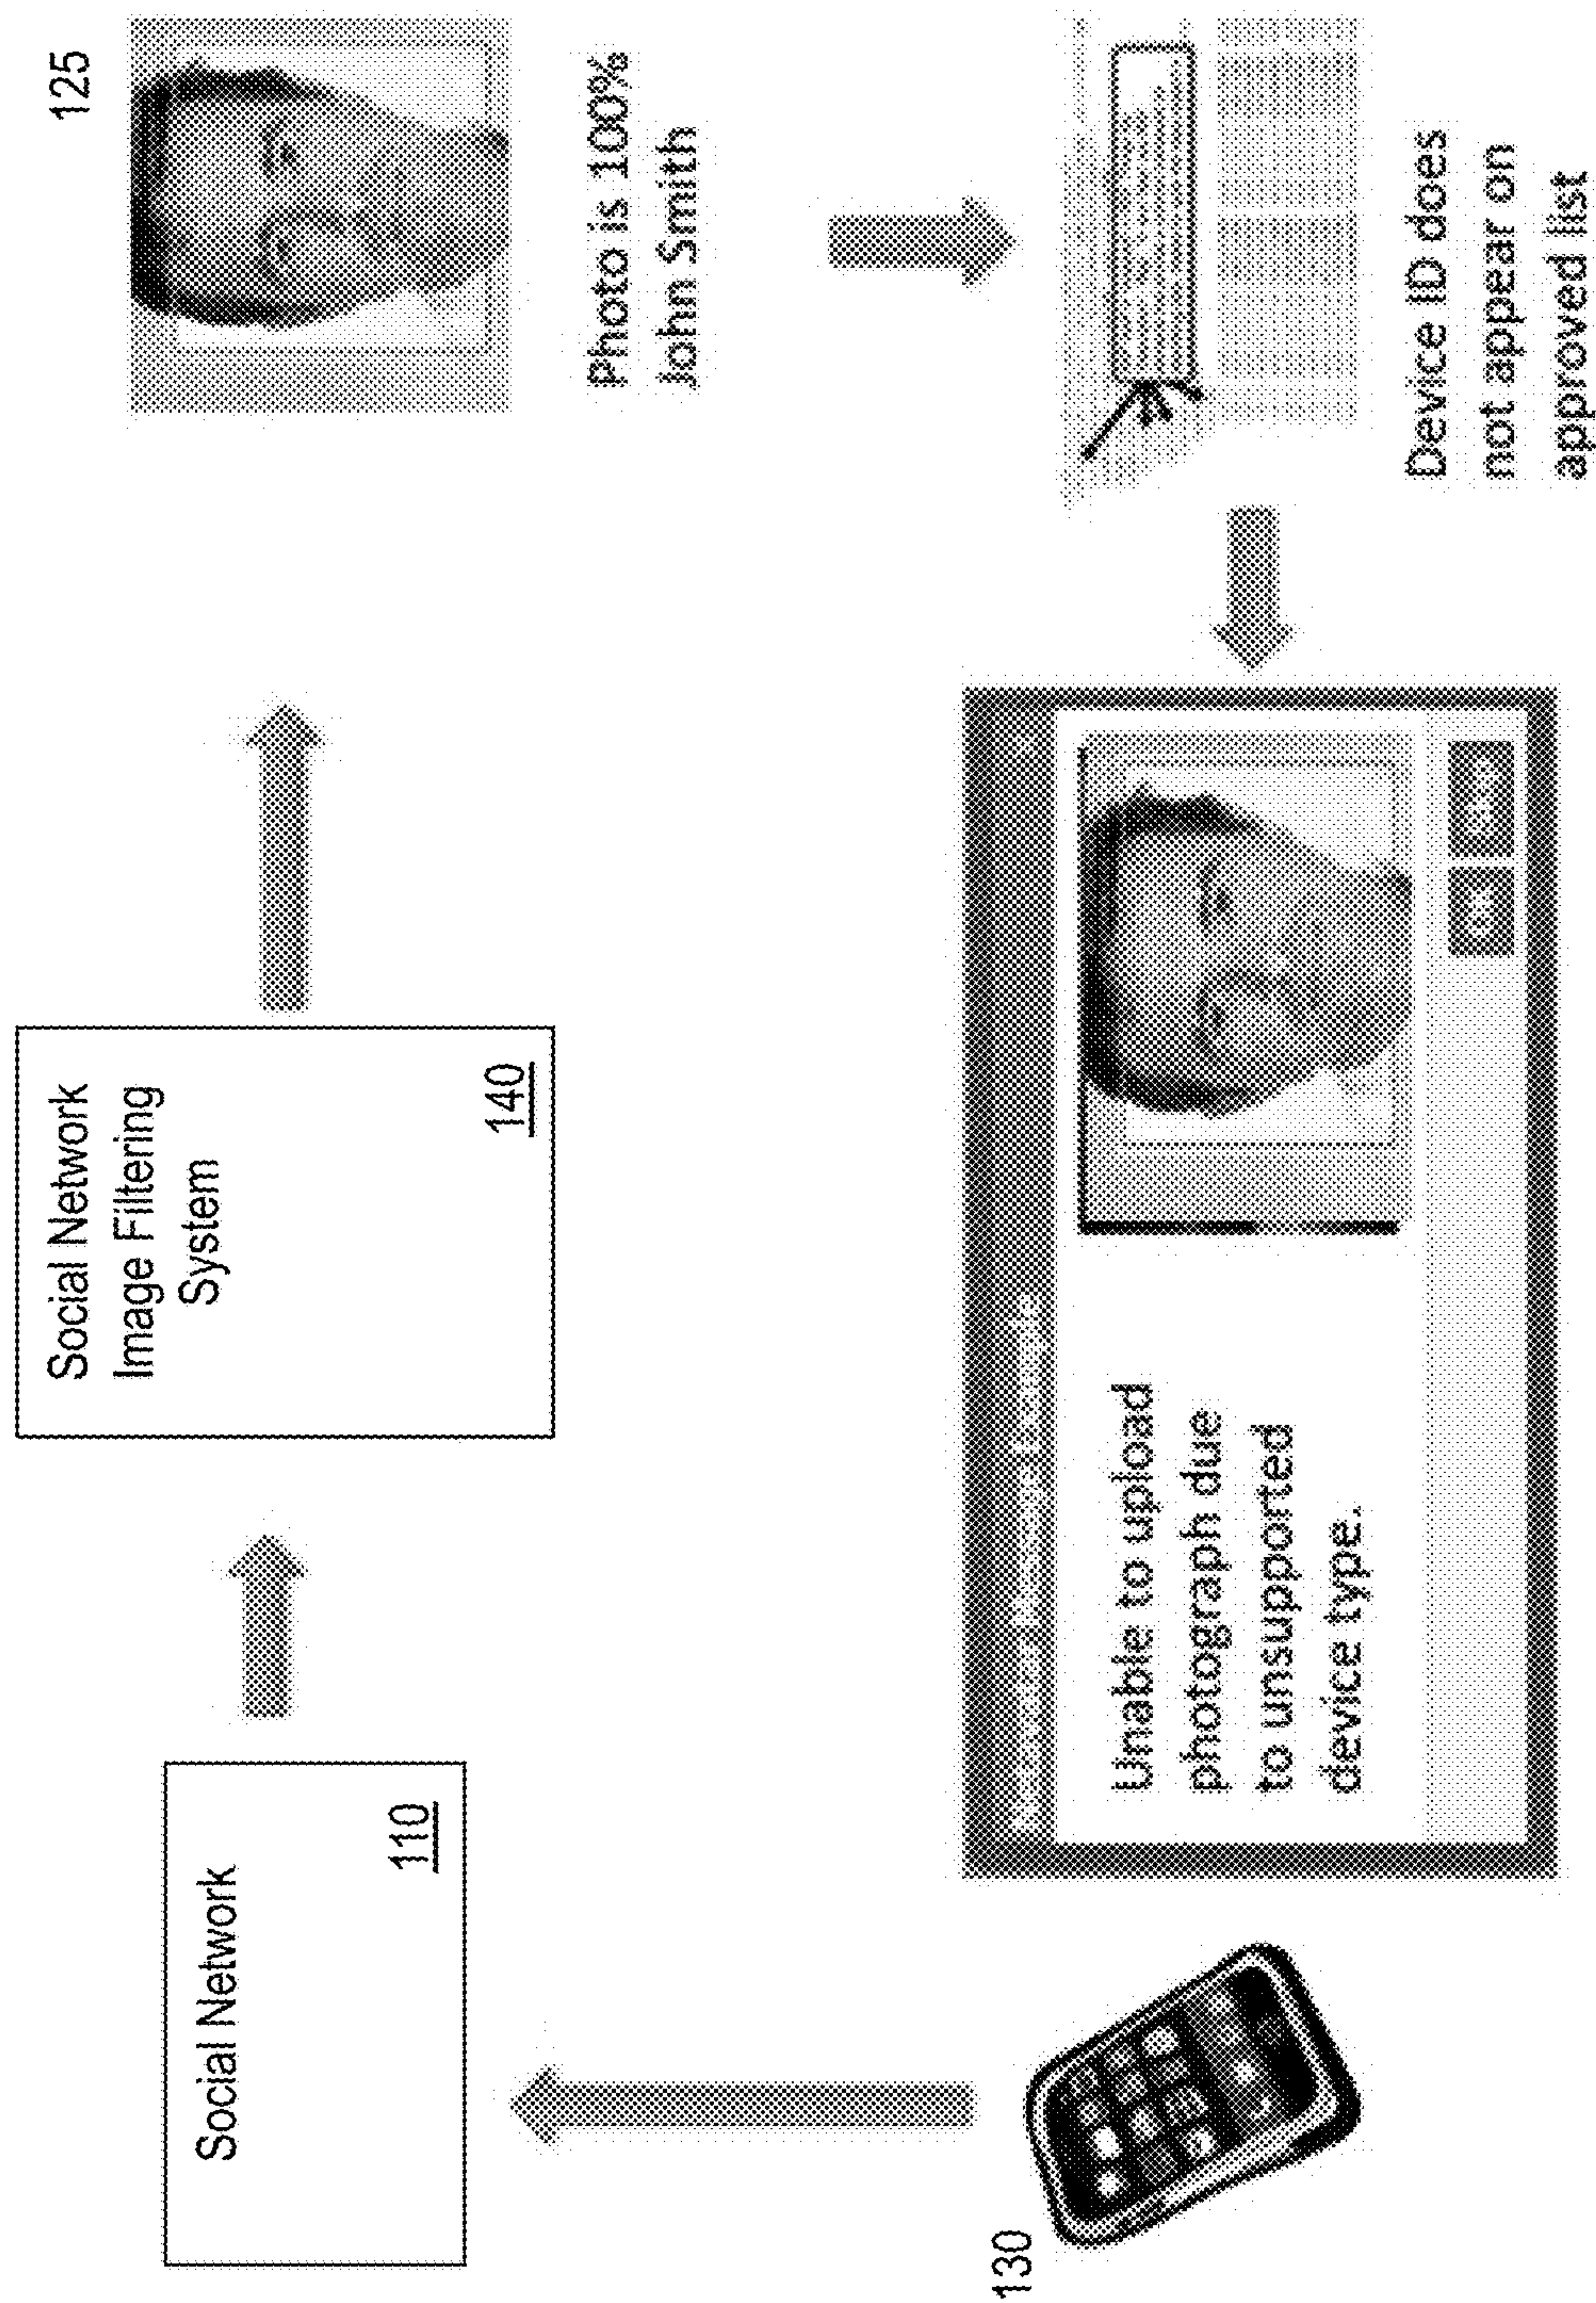 Social Network
110
Social Network
Image Filtering
System
140
125
Photo is 100%
John Smith
Device ID does
not appear on
approved list
Unable to upload
photograph due
to unsupported
device type.
130